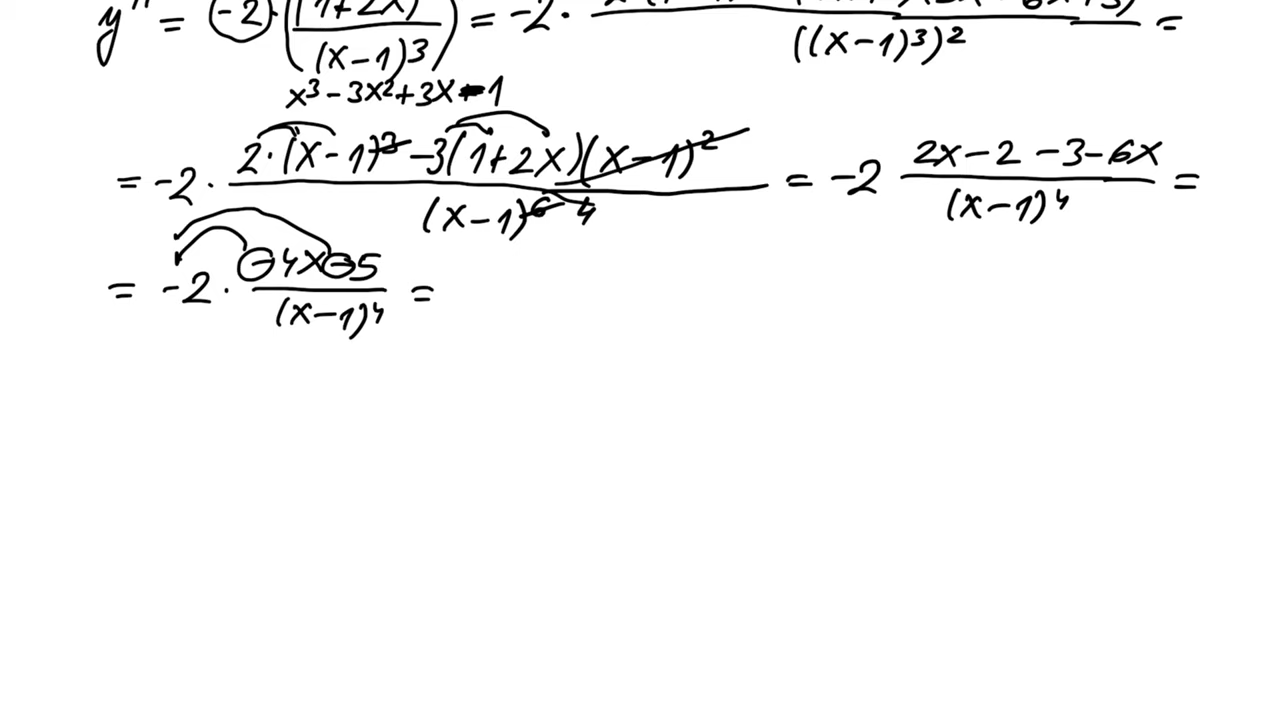 y'' = -2 · ((1+2x) / (x-1)³) = -2 · / ((x-1)³)² =
x³ - 3x² + 3x - 1
= -2 · (2·(x-1)³ - 3(1+2x)(x-1)²) / (x-1)⁶ ⁴ = -2 (2x-2-3-6x) / (x-1)⁴ =
= -2 · (-4x-5) / (x-1)⁴ =